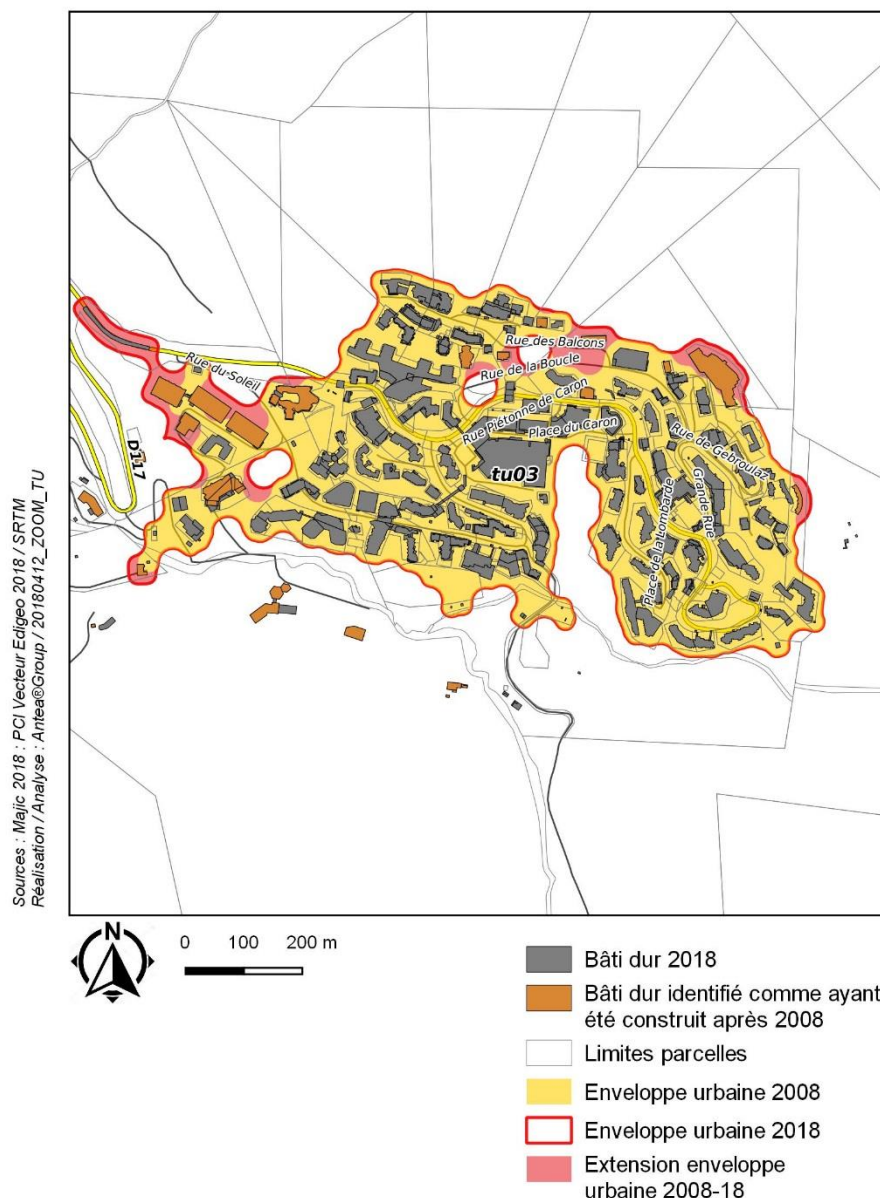 Rue des Balcons
Rue de la Boucle
Rue du Soleil
Rue Piétonne de Caron
Place du Caron
Rue de Gebroulaz
D117
tu03
Grande Rue
Place de la Lombarde
Sources : Majic 2018 : PCI Vecteur Edigeo 2018 / SRTM
Réalisation / Analyse : Antea®Group / 20180412_ZOOM_TU
N
0 100 200 m
Bâti dur 2018
Bâti dur identifié comme ayant
été construit après 2008
Limites parcelles
Enveloppe urbaine 2008
Enveloppe urbaine 2018
Extension enveloppe
urbaine 2008-18